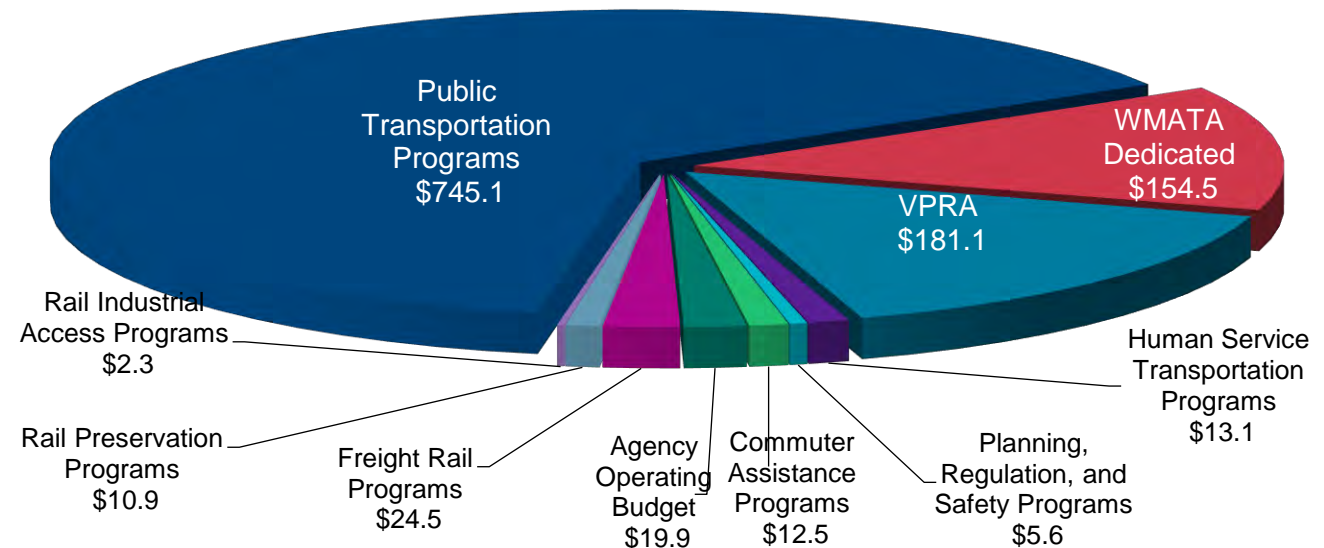 Public
Transportation
Programs
$745.1
WMATA
Dedicated
$154.5
VPRA
$181.1
Rail Industrial
Access Programs
$2.3
Human Service
Transportation
Programs
$13.1
Rail Preservation
Programs
$10.9
Freight Rail
Programs
$24.5
Agency
Operating
Budget
$19.9
Commuter
Assistance
Programs
$12.5
Planning,
Regulation, and
Safety Programs
$5.6